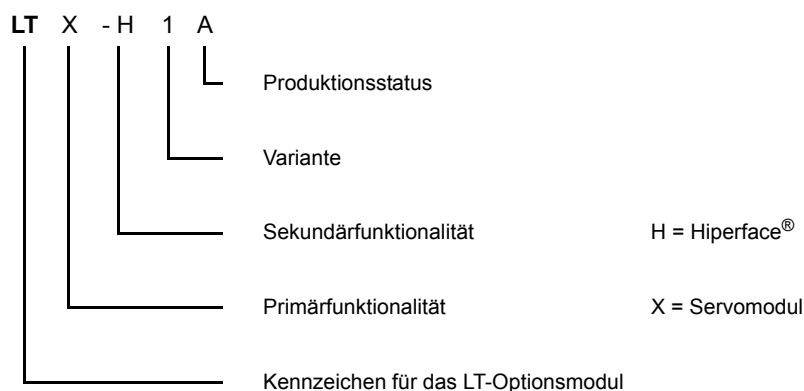 LT X - H 1 A
Produktionsstatus
Variante
Sekundärfunktionalität H = Hiperface®
Primärfunktionalität X = Servomodul
Kennzeichen für das LT-Optionsmodul